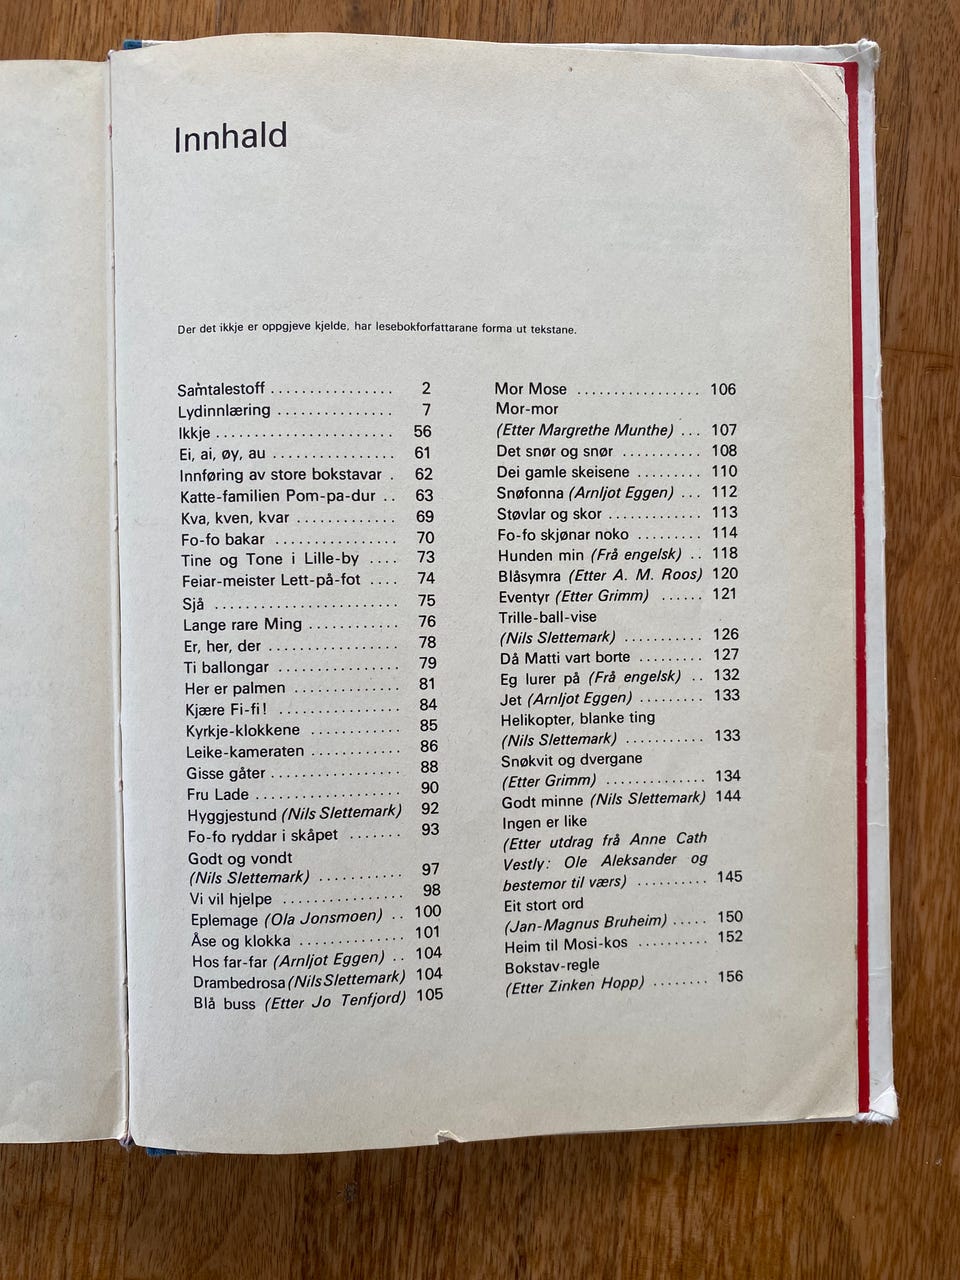 Innhald
Der det ikkje er oppgjeve kjelde, har lesebokforfattarane forma ut tekstane.
Samtalestoff ................ 2
Lydinnlæring ............... 7
Ikkje ....................... 56
Ei, ai, øy, au ................ 61
Innføring av store bokstavar . 62
Katte-familien Pom-pa-dur .. 63
Kva, kven, kvar ............. 69
Fo-fo bakar ................ 70
Tine og Tone i Lille-by .... 73
Feiar-meister Lett-på-fot .... 74
Sjå ........................ 75
Lange rare Ming ............ 76
Er, her, der ................. 78
Ti ballongar ................ 79
Her er palmen .............. 81
Kjære Fi-fi! ................ 84
Kyrkje-klokkene ............ 85
Leike-kameraten ............ 86
Gisse gåter ................. 88
Fru Lade ................... 90
Hyggjestund (Nils Slettemark) 92
Fo-fo ryddar i skåpet ....... 93
Godt og vondt
(Nils Slettemark) ........... 97
Vi vil hjelpe ................ 98
Eplemage (Ola Jonsmoen) .. 100
Åse og klokka .............. 101
Hos far-far (Arnljot Eggen) .. 104
Drambedrosa (Nils Slettemark) 104
Blå buss (Etter Jo Tenfjord) 105
Mor Mose ................. 106
Mor-mor
(Etter Margrethe Munthe) ... 107
Det snør og snør ........... 108
Dei gamle skeisene ......... 110
Snøfonna (Arnljot Eggen) ... 112
Støvlar og skor ............. 113
Fo-fo skjønar noko ......... 114
Hunden min (Frå engelsk) .. 118
Blåsymra (Etter A. M. Roos) 120
Eventyr (Etter Grimm) ...... 121
Trille-ball-vise
(Nils Slettemark) ........... 126
Då Matti vart borte ......... 127
Eg lurer på (Frå engelsk) .. 132
Jet (Arnljot Eggen) ......... 133
Helikopter, blanke ting
(Nils Slettemark) ........... 133
Snøkvit og dvergane
(Etter Grimm) .............. 134
Godt minne (Nils Slettemark) 144
Ingen er like
(Etter utdrag frå Anne Cath
Vestly: Ole Aleksander og
bestemor til værs) .......... 145
Eit stort ord
(Jan-Magnus Bruheim) ..... 150
Heim til Mosi-kos .......... 152
Bokstav-regle
(Etter Zinken Hopp) ........ 156